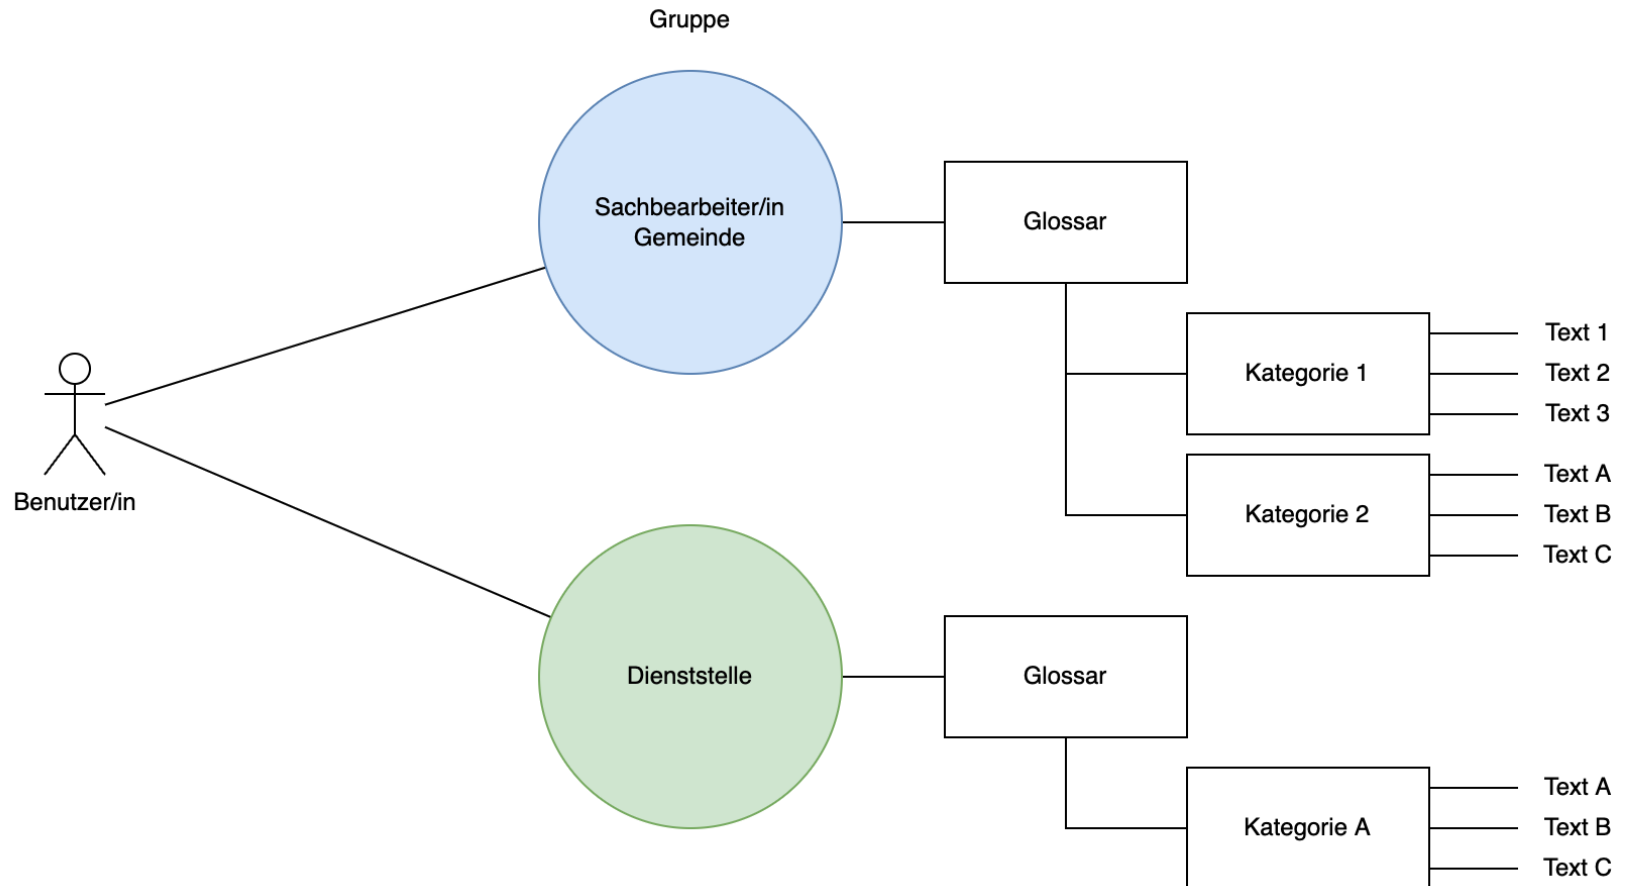 Gruppe
Sachbearbeiter/in
Gemeinde
Glossar
Kategorie 1
Text 1
Text 2
Text 3
Kategorie 2
Text A
Text B
Text C
Benutzer/in
Dienststelle
Glossar
Kategorie A
Text A
Text B
Text C